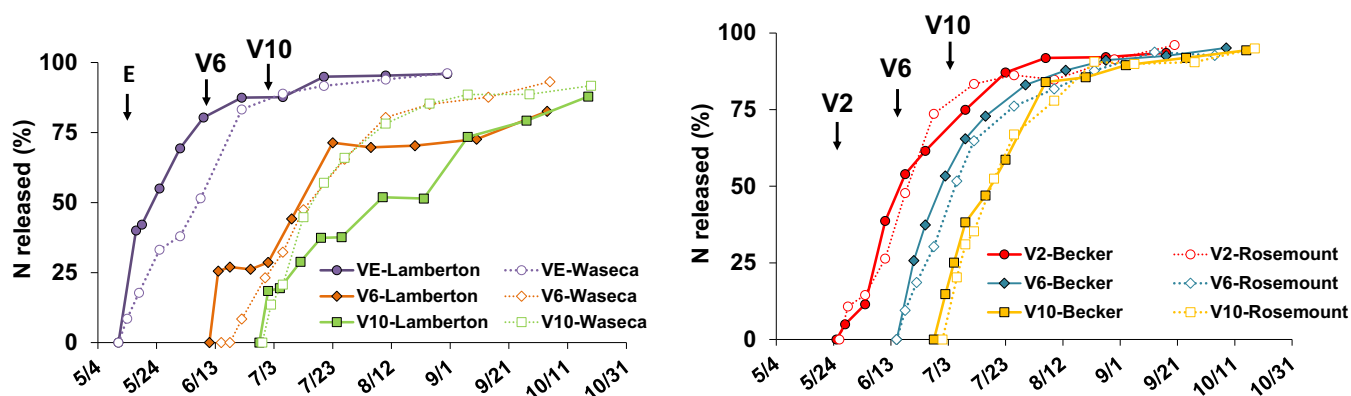 E
V6
V10
N released (%)
100
75
50
25
0
VE-Lamberton
VE-Waseca
V6-Lamberton
V6-Waseca
V10-Lamberton
V10-Waseca
5/4
5/24
6/13
7/3
7/23
8/12
9/1
9/21
10/11
10/31
V2
V6
V10
N released (%)
100
75
50
25
0
V2-Becker
V2-Rosemount
V6-Becker
V6-Rosemount
V10-Becker
V10-Rosemount
5/4
5/24
6/13
7/3
7/23
8/12
9/1
9/21
10/11
10/31